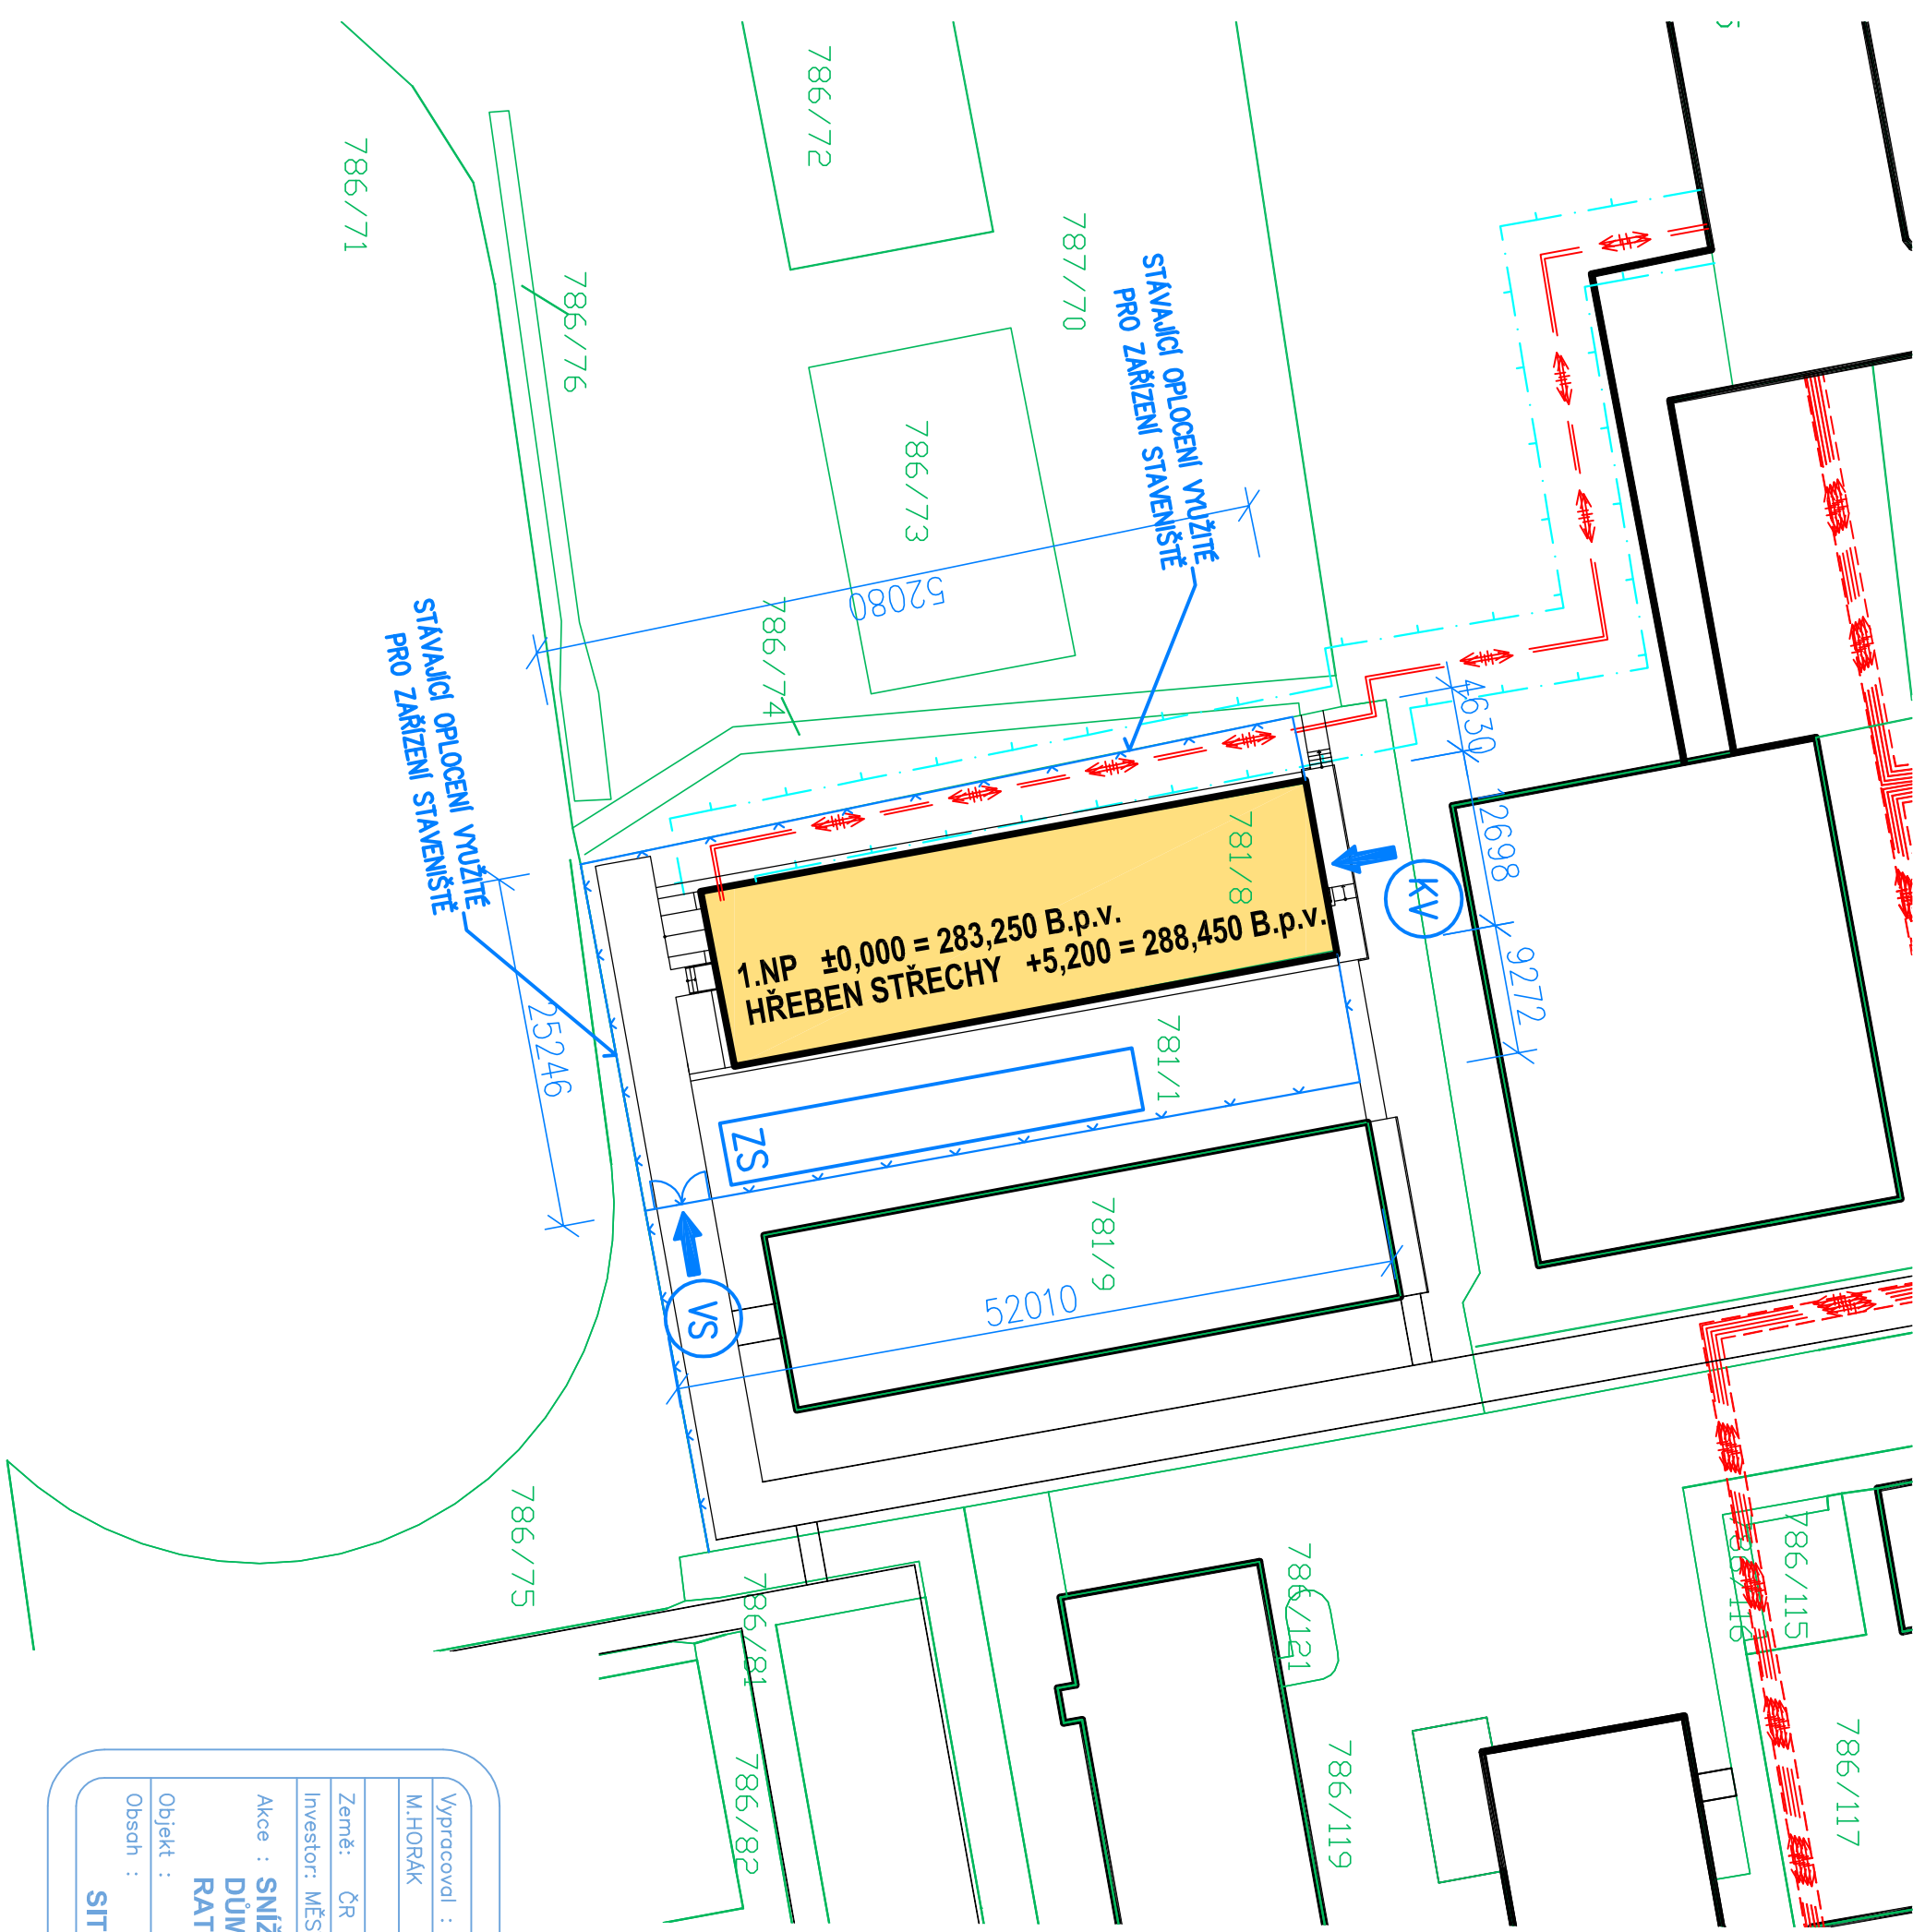 786/72
786/71
787/70
STÁVAJÍCÍ OPLOCENÍ VYUŽITÉ
PRO ZAŘÍZENÍ STAVENIŠTĚ
786/76
786/73
52080
786/74
STÁVAJÍCÍ OPLOCENÍ VYUŽITÉ
PRO ZAŘÍZENÍ STAVENIŠTĚ
4630
12698
9272
781/8
KV
1.NP ±0,000 = 283,250 B.p.v.
HŘEBEN STŘECHY +5,200 = 288,450 B.p.v.
25246
781/1
ZS
781/9
52010
VS
786/75
786/81
786/121
786/116
786/115
786/82
786/119
786/117
Vypracoval :
M.HORÁK
Země: ČR
Investor: MĚS
Akce : SNÍŽ
DŮM
RAT
Objekt :
Obsah :
SIT